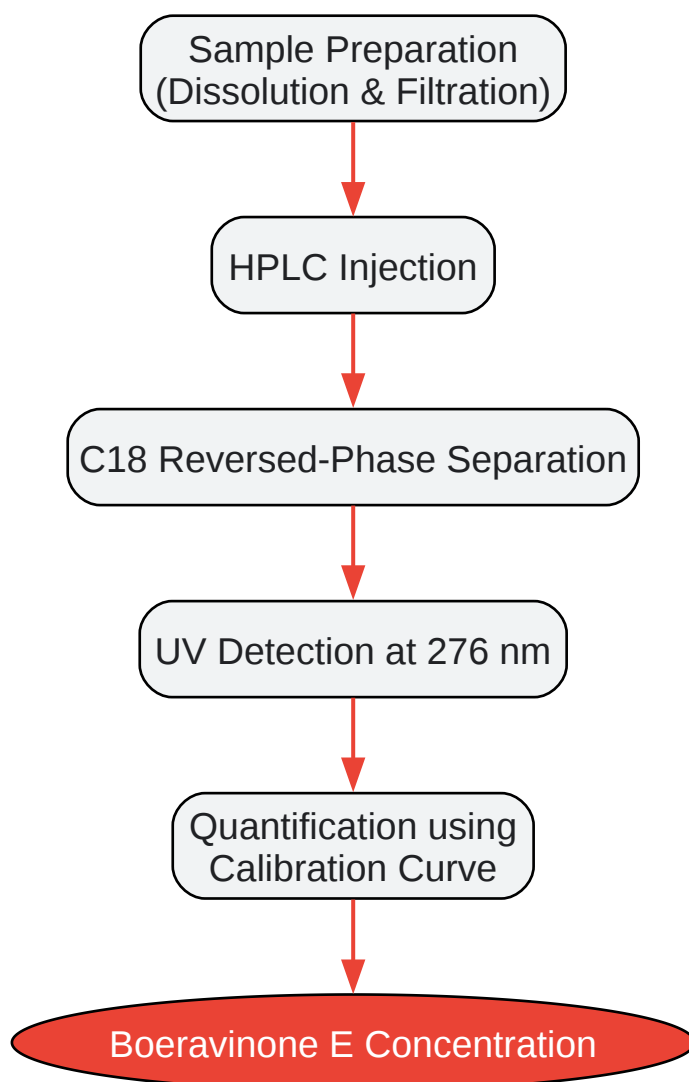 Sample Preparation
(Dissolution & Filtration)
HPLC Injection
C18 Reversed-Phase Separation
UV Detection at 276 nm
Quantification using
Calibration Curve
Boeravinone E Concentration